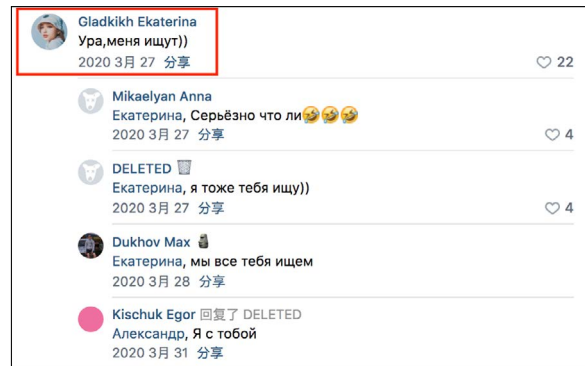 Gladkikh Ekaterina
Ура,меня ищут))
2020 3月 27 分享
22
Mikaelyan Anna
Екатерина, Серьёзно что ли🤣🤣🤣
2020 3月 27 分享
4
DELETED 🗑
Екатерина, я тоже тебя ищу))
2020 3月 27 分享
4
Dukhov Max
Екатерина, мы все тебя ищем
2020 3月 28 分享
Kischuk Egor 回复了 DELETED
Александр, Я с тобой
2020 3月 31 分享